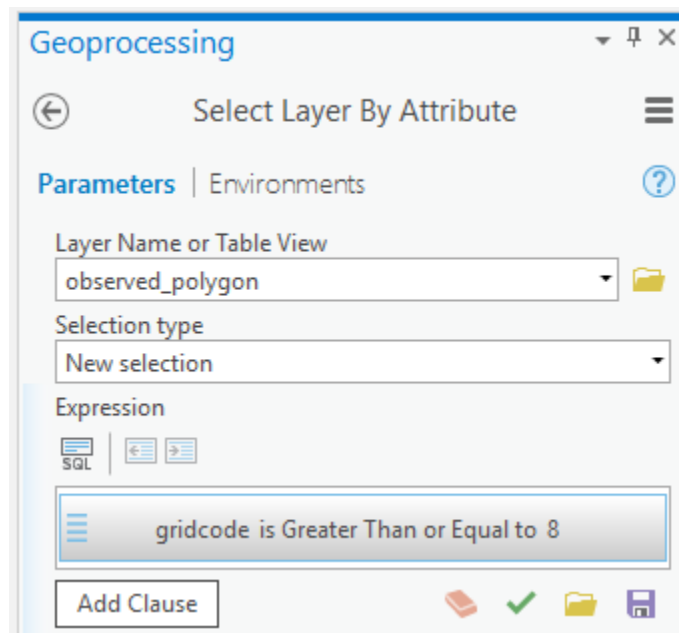 Geoprocessing
Select Layer By Attribute
Parameters | Environments
Layer Name or Table View
observed_polygon
Selection type
New selection
Expression
SQL
gridcode is Greater Than or Equal to 8
Add Clause